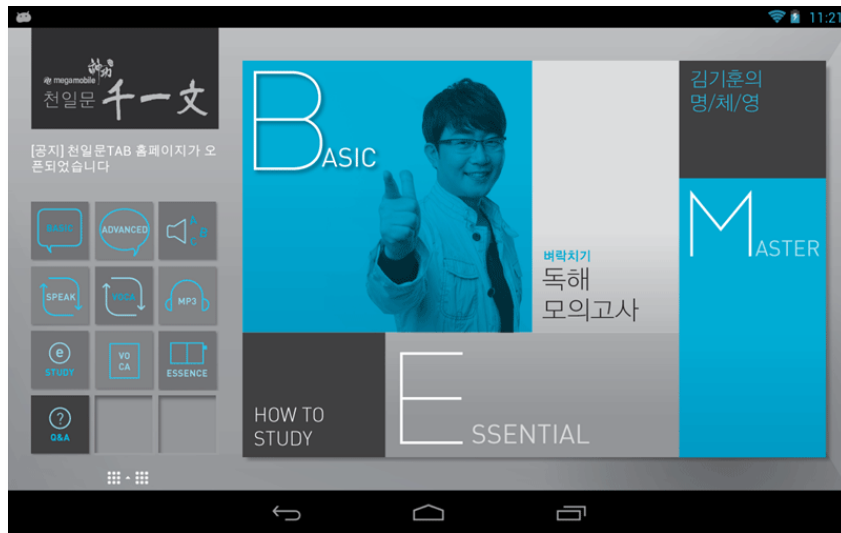 11:21
megamobile
천일문 千一文
[공지] 천일문TAB 홈페이지가 오
픈되었습니다
BASIC
ADVANCED
A
B
C
SPEAK
VOCA
MP3
e
STUDY
VO
CA
ESSENCE
?
Q&A
BASIC
벼락치기
독해
모의고사
김기훈의
명/체/영
MASTER
HOW TO
STUDY
ESSENTIAL